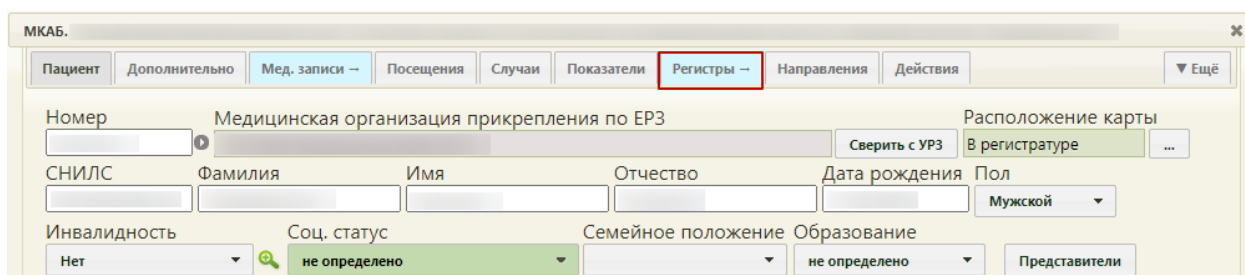 МКАБ.
Пациент Дополнительно Мед. записи → Посещения Случаи Показатели Регистры → Направления Действия ▼ Ещё
Номер Медицинская организация прикрепления по ЕРЗ Расположение карты
Сверить с УРЗ В регистратуре ...
СНИЛС Фамилия Имя Отчество Дата рождения Пол
Мужской
Инвалидность Соц. статус Семейное положение Образование
Нет не определено не определено Представители